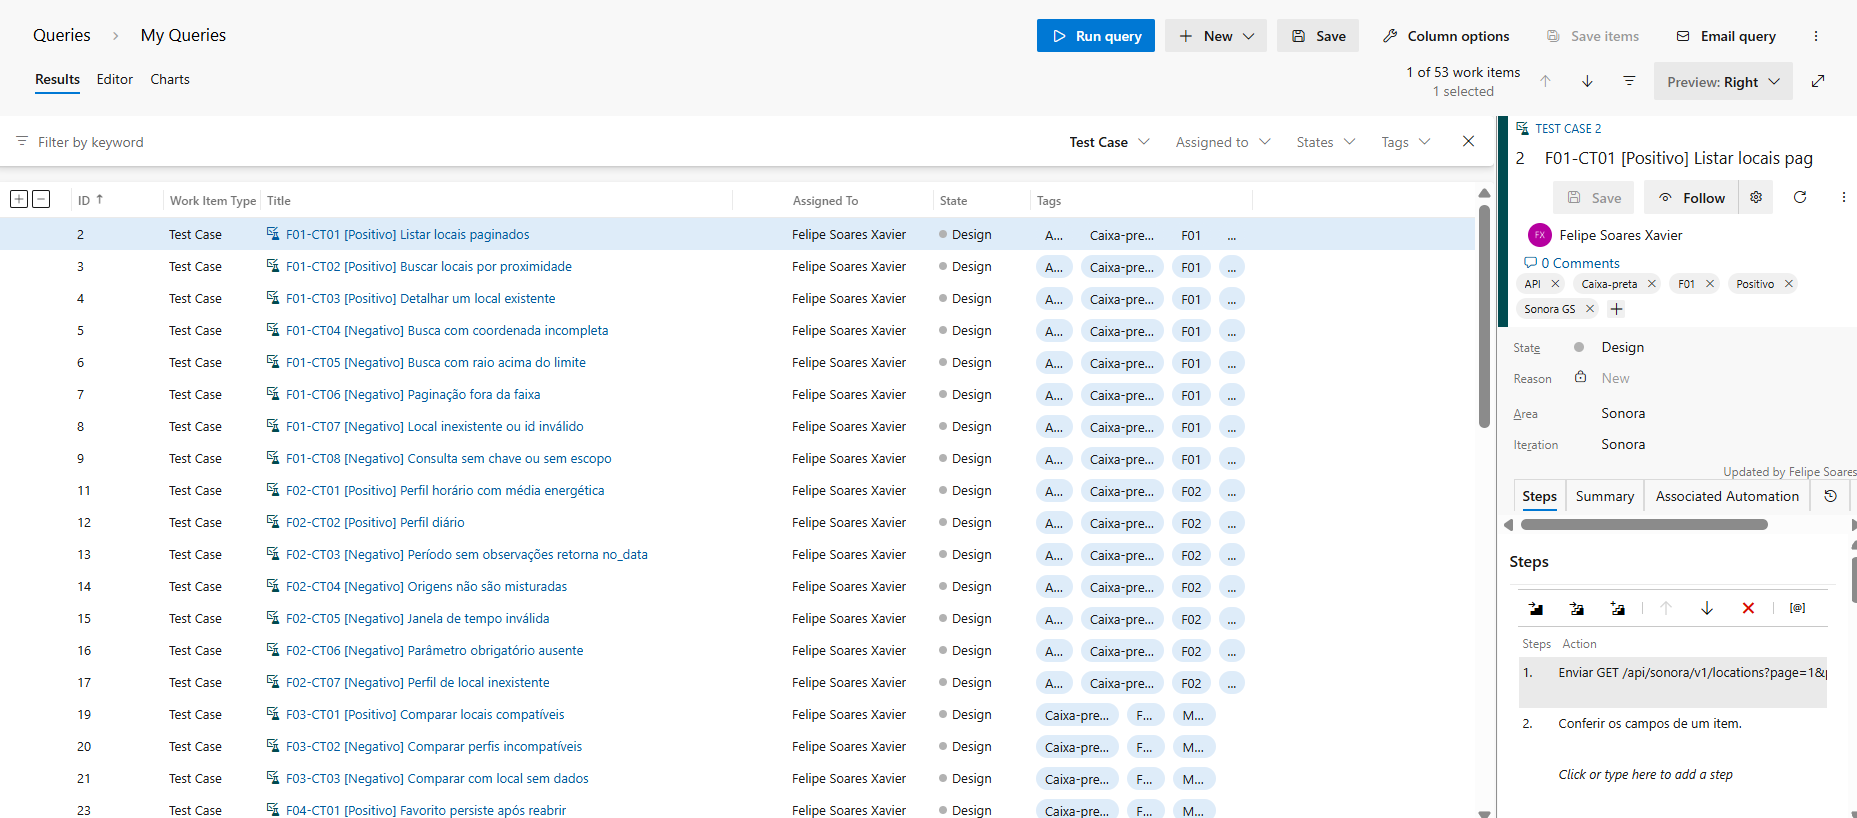 Queries > My Queries
Run query New Save Column options Save items Email query
Results Editor Charts
1 of 53 work items
1 selected
Preview: Right
Filter by keyword
Test Case Assigned to States Tags
ID Work Item Type Title Assigned To State Tags
2 Test Case F01-CT01 [Positivo] Listar locais paginados Felipe Soares Xavier Design A... Caixa-pre... F01 ...
3 Test Case F01-CT02 [Positivo] Buscar locais por proximidade Felipe Soares Xavier Design A... Caixa-pre... F01 ...
4 Test Case F01-CT03 [Positivo] Detalhar um local existente Felipe Soares Xavier Design A... Caixa-pre... F01 ...
5 Test Case F01-CT04 [Negativo] Busca com coordenada incompleta Felipe Soares Xavier Design A... Caixa-pre... F01 ...
6 Test Case F01-CT05 [Negativo] Busca com raio acima do limite Felipe Soares Xavier Design A... Caixa-pre... F01 ...
7 Test Case F01-CT06 [Negativo] Paginação fora da faixa Felipe Soares Xavier Design A... Caixa-pre... F01 ...
8 Test Case F01-CT07 [Negativo] Local inexistente ou id inválido Felipe Soares Xavier Design A... Caixa-pre... F01 ...
9 Test Case F01-CT08 [Negativo] Consulta sem chave ou sem escopo Felipe Soares Xavier Design A... Caixa-pre... F01 ...
11 Test Case F02-CT01 [Positivo] Perfil horário com média energética Felipe Soares Xavier Design A... Caixa-pre... F02 ...
12 Test Case F02-CT02 [Positivo] Perfil diário Felipe Soares Xavier Design A... Caixa-pre... F02 ...
13 Test Case F02-CT03 [Negativo] Período sem observações retorna no_data Felipe Soares Xavier Design A... Caixa-pre... F02 ...
14 Test Case F02-CT04 [Negativo] Origens não são misturadas Felipe Soares Xavier Design A... Caixa-pre... F02 ...
15 Test Case F02-CT05 [Negativo] Janela de tempo inválida Felipe Soares Xavier Design A... Caixa-pre... F02 ...
16 Test Case F02-CT06 [Negativo] Parâmetro obrigatório ausente Felipe Soares Xavier Design A... Caixa-pre... F02 ...
17 Test Case F02-CT07 [Negativo] Perfil de local inexistente Felipe Soares Xavier Design A... Caixa-pre... F02 ...
19 Test Case F03-CT01 [Positivo] Comparar locais compatíveis Felipe Soares Xavier Design Caixa-pre... F... M...
20 Test Case F03-CT02 [Negativo] Comparar perfis incompatíveis Felipe Soares Xavier Design Caixa-pre... F... M...
21 Test Case F03-CT03 [Negativo] Comparar com local sem dados Felipe Soares Xavier Design Caixa-pre... F... M...
23 Test Case F04-CT01 [Positivo] Favorito persiste após reabrir Felipe Soares Xavier Design Caixa-pre... F... M...
TEST CASE 2
2 F01-CT01 [Positivo] Listar locais pag
Save Follow
FX Felipe Soares Xavier
0 Comments
API Caixa-preta F01 Positivo
Sonora GS
State Design
Reason New
Area Sonora
Iteration Sonora
Updated by Felipe Soares
Steps Summary Associated Automation
Steps
[@]
Steps Action
1. Enviar GET /api/sonora/v1/locations?page=1&
2. Conferir os campos de um item.
Click or type here to add a step